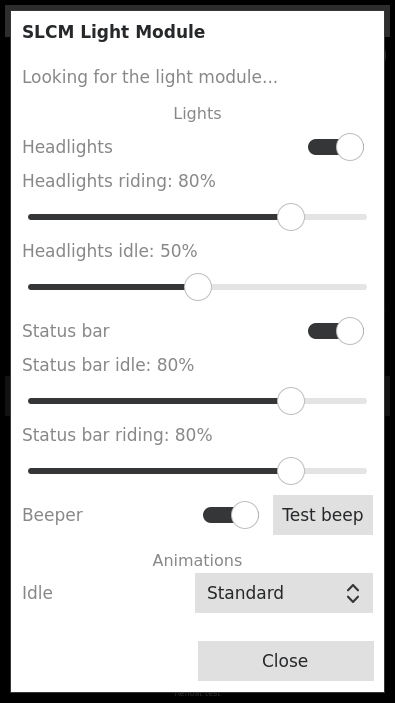 SLCM Light Module
Looking for the light module...
Lights
Headlights
Headlights riding: 80%
Headlights idle: 50%
Status bar
Status bar idle: 80%
Status bar riding: 80%
Beeper Test beep
Animations
Idle Standard
Close